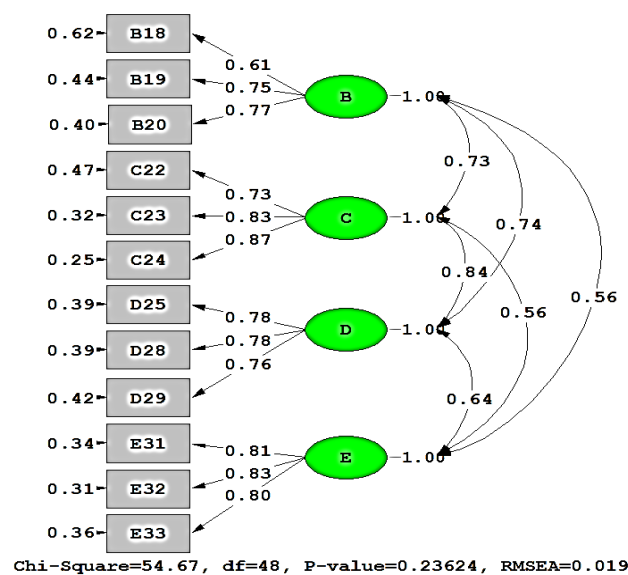 0.62 B18
0.61
0.44 B19 0.75 B 1.00
0.77
0.40 B20
0.47 C22 0.73
0.73
0.32 C23 0.83 C 1.00
0.74
0.87
0.25 C24 0.84
0.39 D25 0.56 0.56
0.78
0.39 D28 0.78 D 1.00
0.76
0.42 D29 0.64
0.34 E31 0.81
0.83 E 1.00
0.31 E32
0.80
0.36 E33
Chi-Square=54.67, df=48, P-value=0.23624, RMSEA=0.019